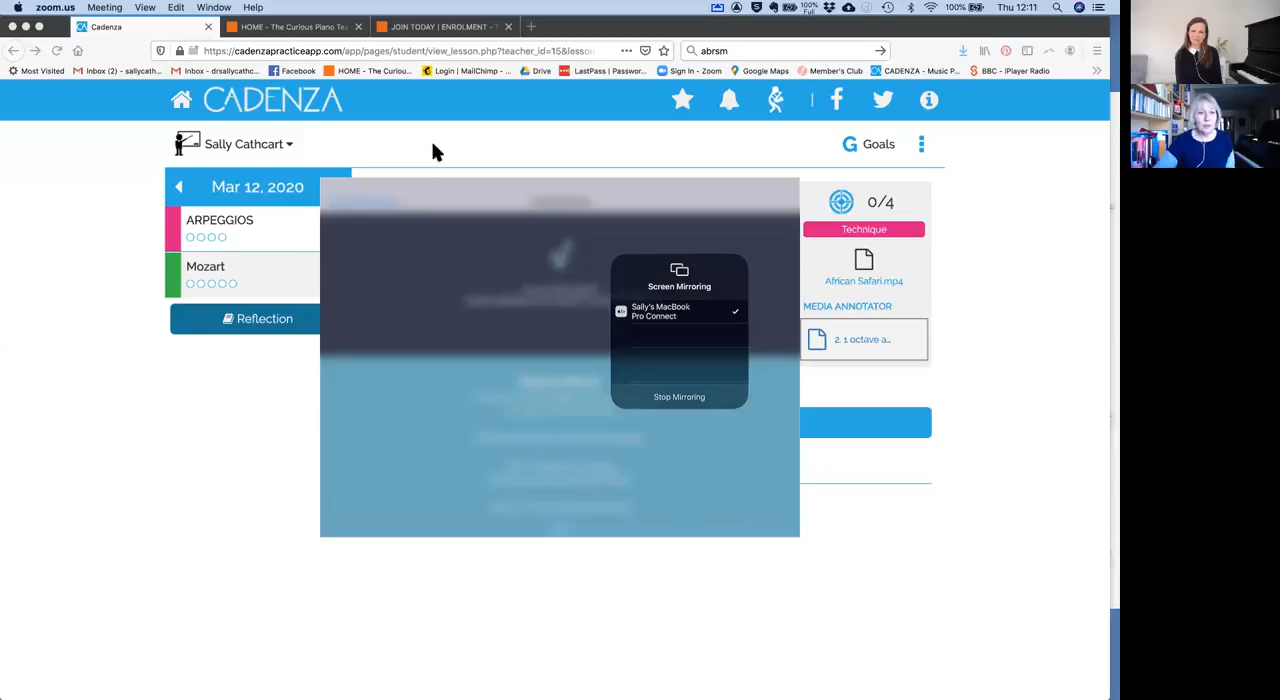 zoom.us Meeting View Edit Window Help 100% Full 100% Thu 12:11
Cadenza HOME - The Curious Piano Tea JOIN TODAY | ENROLMENT - T
https://cadenzapracticeapp.com/app/pages/student/view_lesson.php?teacher_id=15&lesson abrsm
Most Visited Inbox (2) - sallycath... Inbox - drsallycathc... Facebook HOME - The Curiou... Login | MailChimp - ... Drive LastPass | Passwor... Sign In - Zoom Google Maps Member's Club CADENZA - Music P... BBC - iPlayer Radio
CADENZA
Sally Cathcart
G Goals
Mar 12, 2020
0/4
ARPEGGIOS
Technique
Mozart
African Safari.mp4
Screen Mirroring
MEDIA ANNOTATOR
Sally's MacBook
Pro Connect
Reflection
2. 1 octave a...
Stop Mirroring